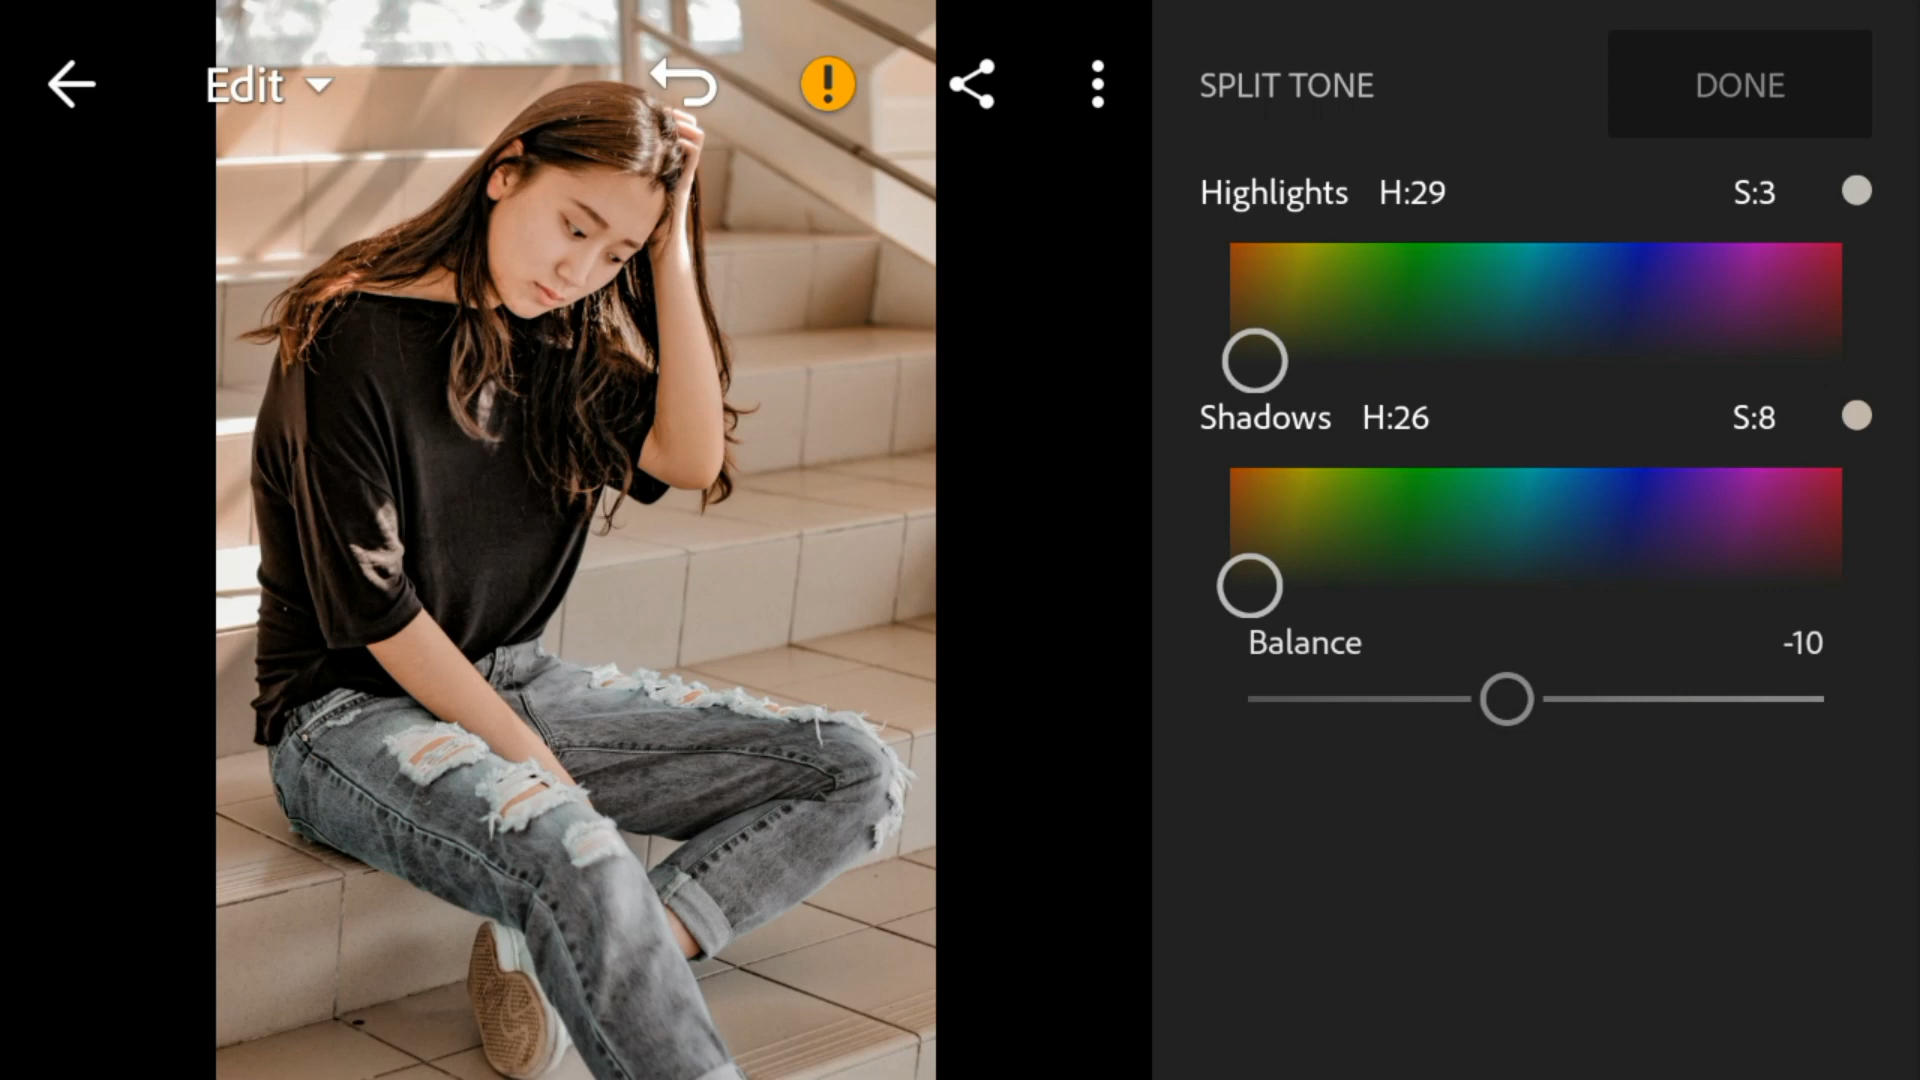 Edit
SPLIT TONE
DONE
Highlights H:29 S:3
Shadows H:26 S:8
Balance -10